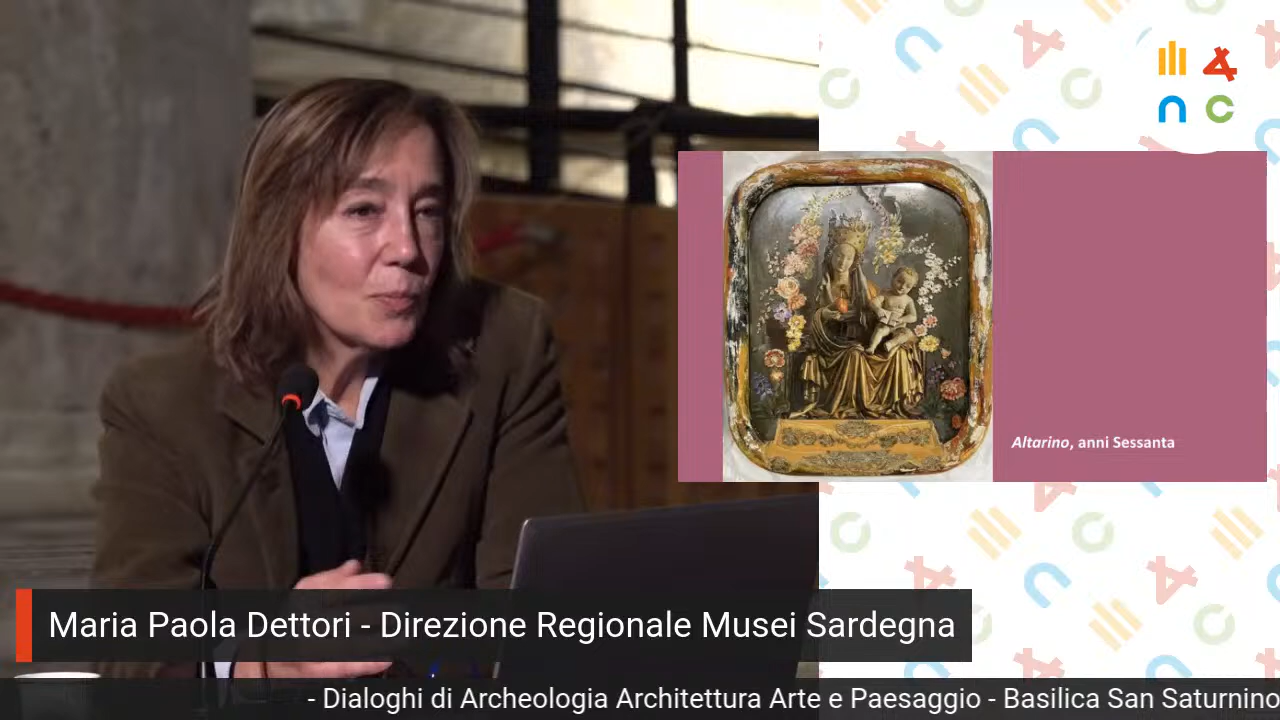 Altarino, anni Sessanta
Maria Paola Dettori - Direzione Regionale Musei Sardegna
- Dialoghi di Archeologia Architettura Arte e Paesaggio - Basilica San Saturnino